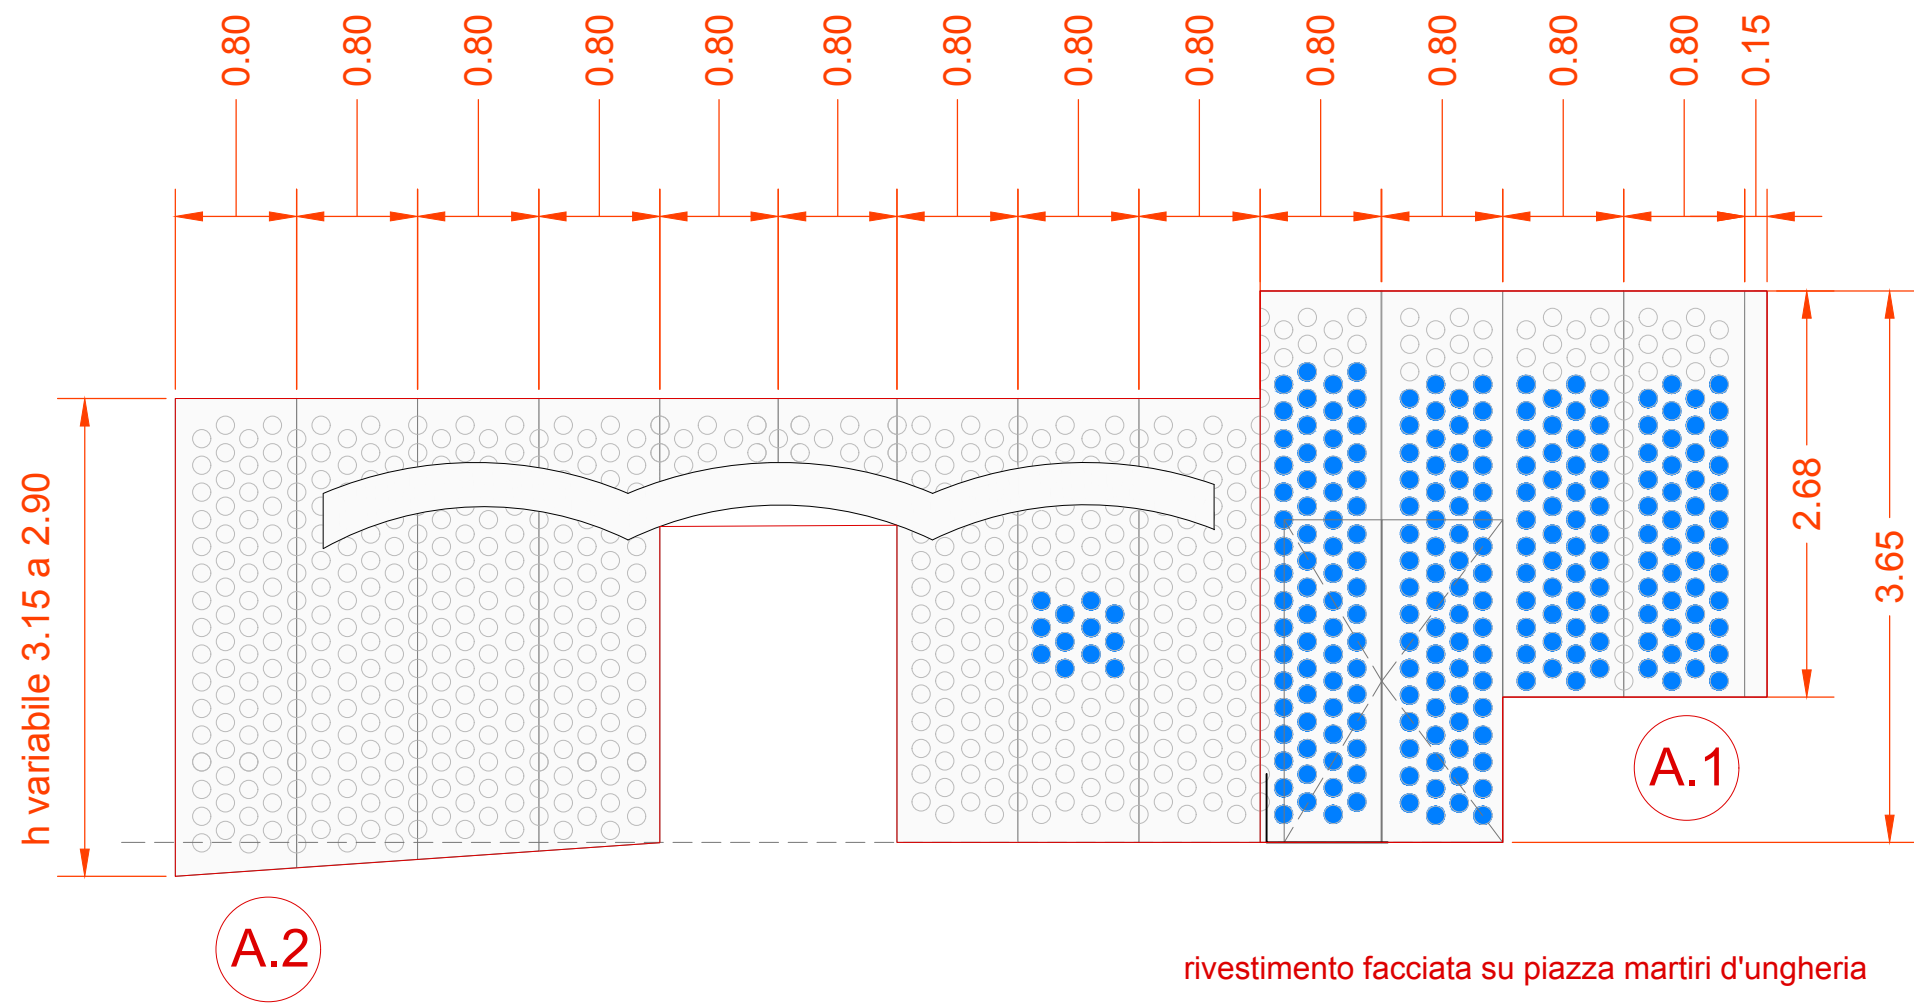 0.80 0.80 0.80 0.80 0.80 0.80 0.80 0.80 0.80 0.80 0.80 0.80 0.80 0.15
h variabile 3.15 a 2.90
2.68
3.65
A.1
A.2
rivestimento facciata su piazza martiri d'ungheria